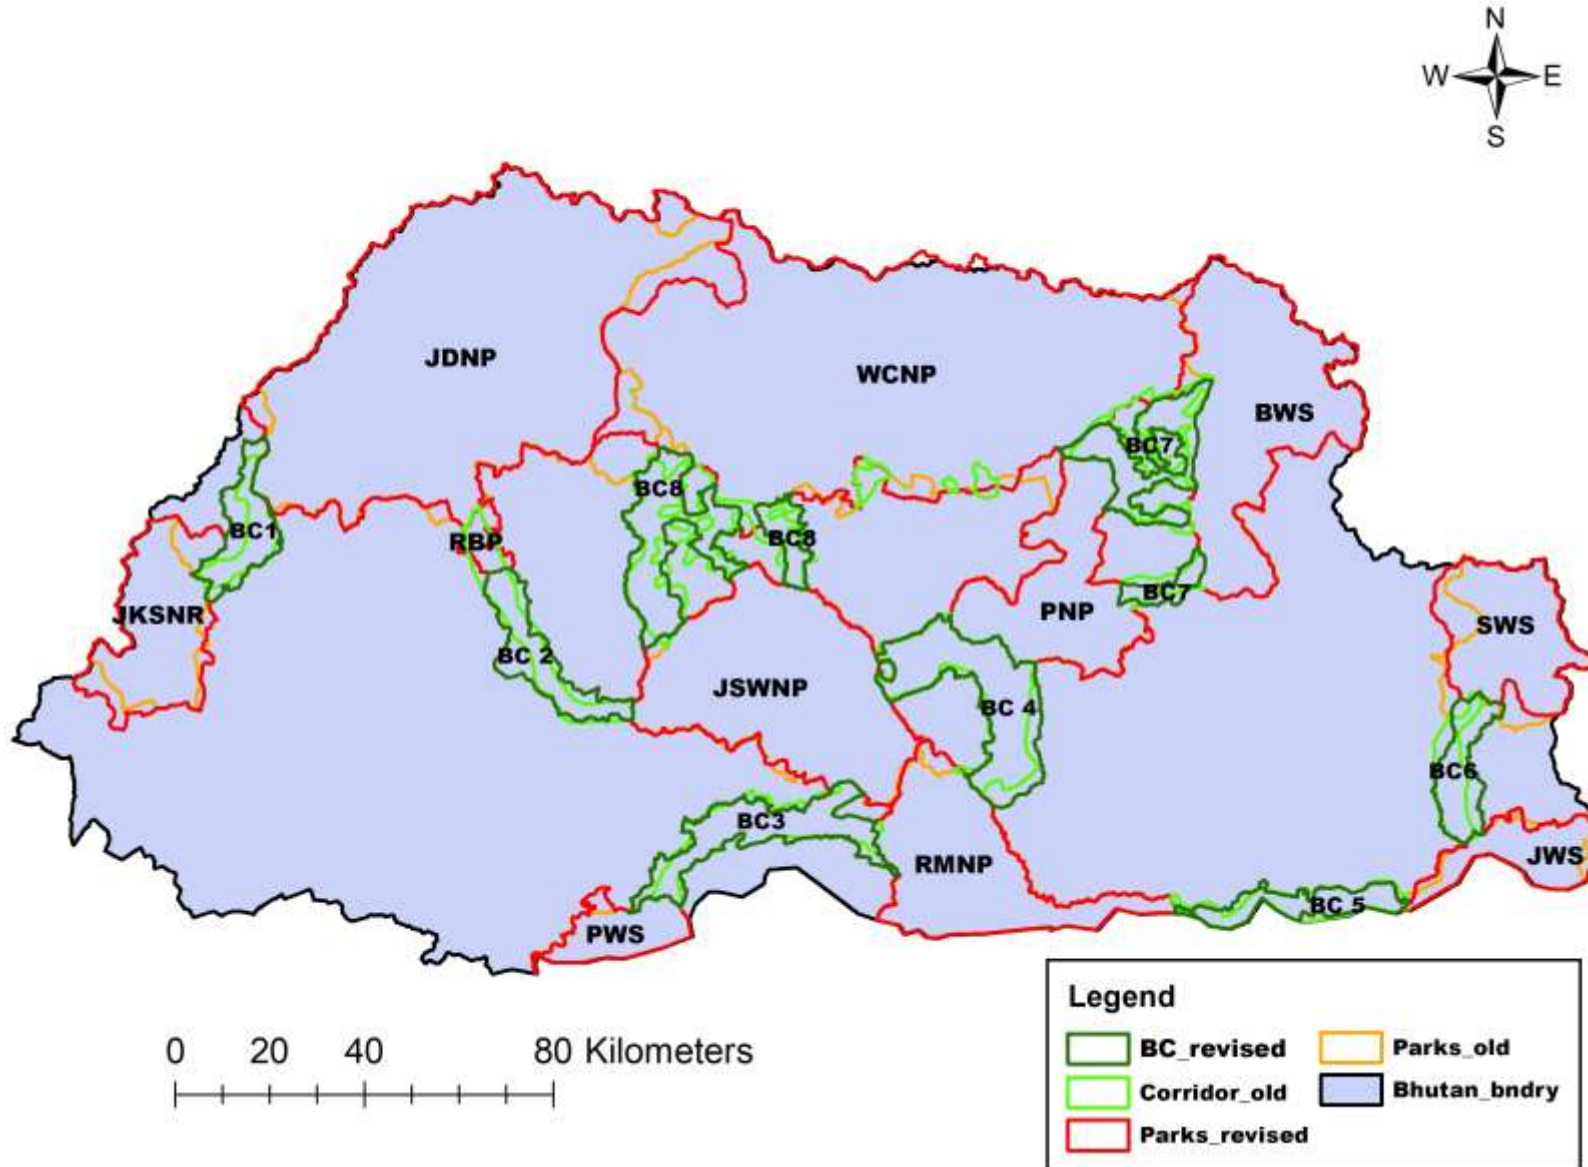 N
W E
S
JDNP
WCNP
BWS
BC7
BC8
BC1
RBP
BC8
BC7
JKSNR
PNP
SWS
BC 2
JSWNP
BC 4
BC6
BC3
JWS
RMNP
BC 5
PWS
Legend
0 20 40 80 Kilometers
BC_revised Parks_old
Corridor_old Bhutan_bndry
Parks_revised